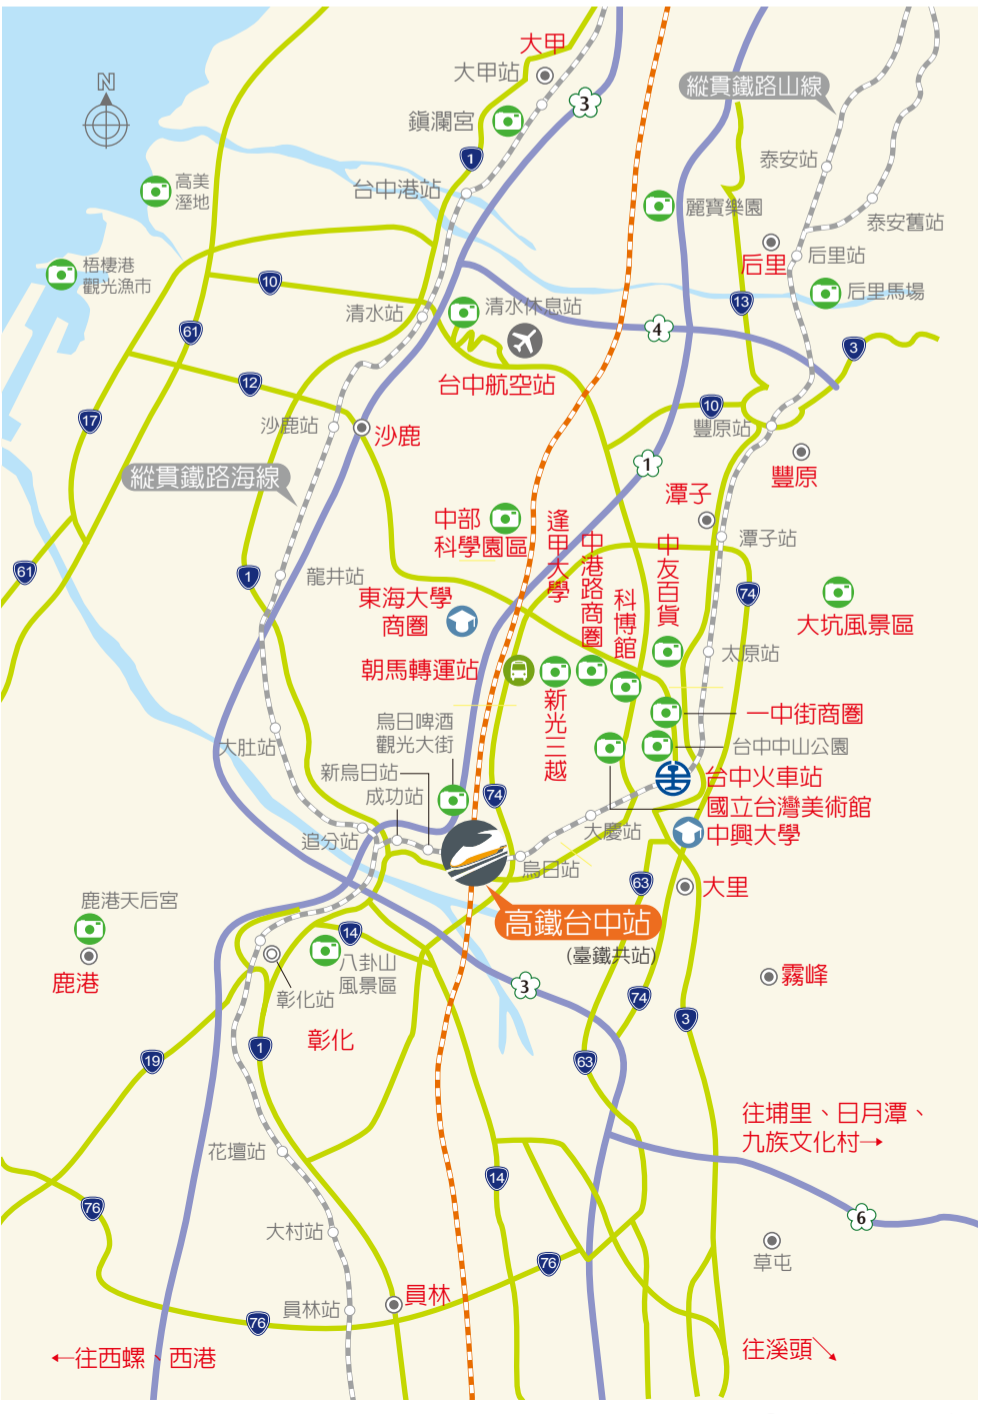 大甲
大甲站
3
縱貫鐵路山線
N
鎮瀾宮
1
泰安站
高美
溼地
台中港站
麗寶樂園
泰安舊站
后里
后里站
梧棲港
觀光漁市
10
后里馬場
13
清水站
清水休息站
61
4
3
台中航空站
12
10
17
沙鹿站
沙鹿
豐原站
1
豐原
縱貫鐵路海線
潭子
中部
科學園區
逢甲大學
中港路商圈
中友百貨
潭子站
61
1
龍井站
科博館
74
東海大學
商圈
大坑風景區
朝馬轉運站
太原站
新光三越
一中街商圈
烏日啤酒
觀光大街
大肚站
台中中山公園
新烏日站
台中火車站
成功站
74
國立台灣美術館
追分站
大慶站
中興大學
烏日站
63
大里
鹿港天后宮
高鐵台中站
14
(臺鐵共站)
八卦山
風景區
鹿港
霧峰
3
彰化站
74
3
彰化
1
19
63
往埔里、日月潭、
九族文化村→
花壇站
14
76
6
大村站
草屯
76
員林站
員林
76
往溪頭↘
←往西螺、西港